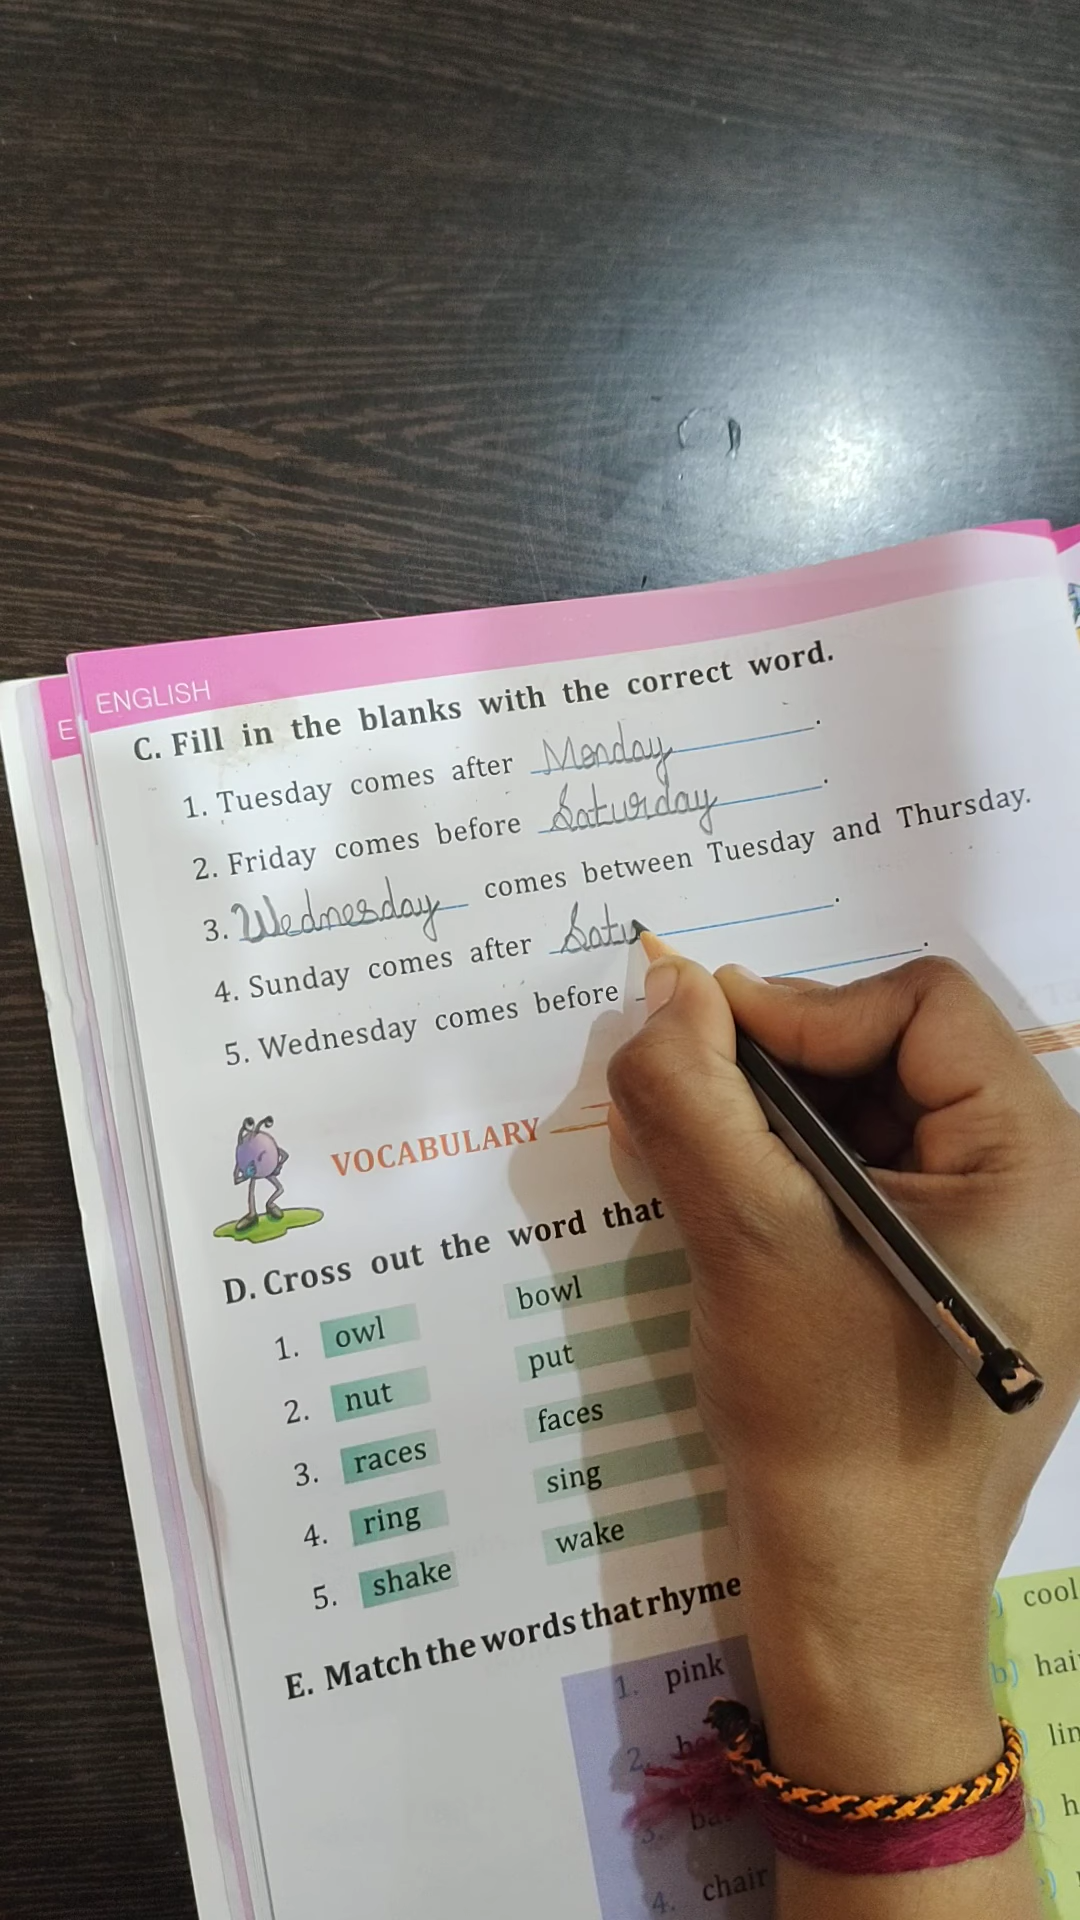 ENGLISH
C. Fill in the blanks with the correct word.
1. Tuesday comes after Monday.
2. Friday comes before Saturday.
3. Wednesday comes between Tuesday and Thursday.
4. Sunday comes after Satu.
5. Wednesday comes before
VOCABULARY
D. Cross out the word that
1. owl bowl
2. nut put
3. races faces
4. ring sing
5. shake wake
E. Match the words that rhyme
1. pink cool
2.
3.
4. chair